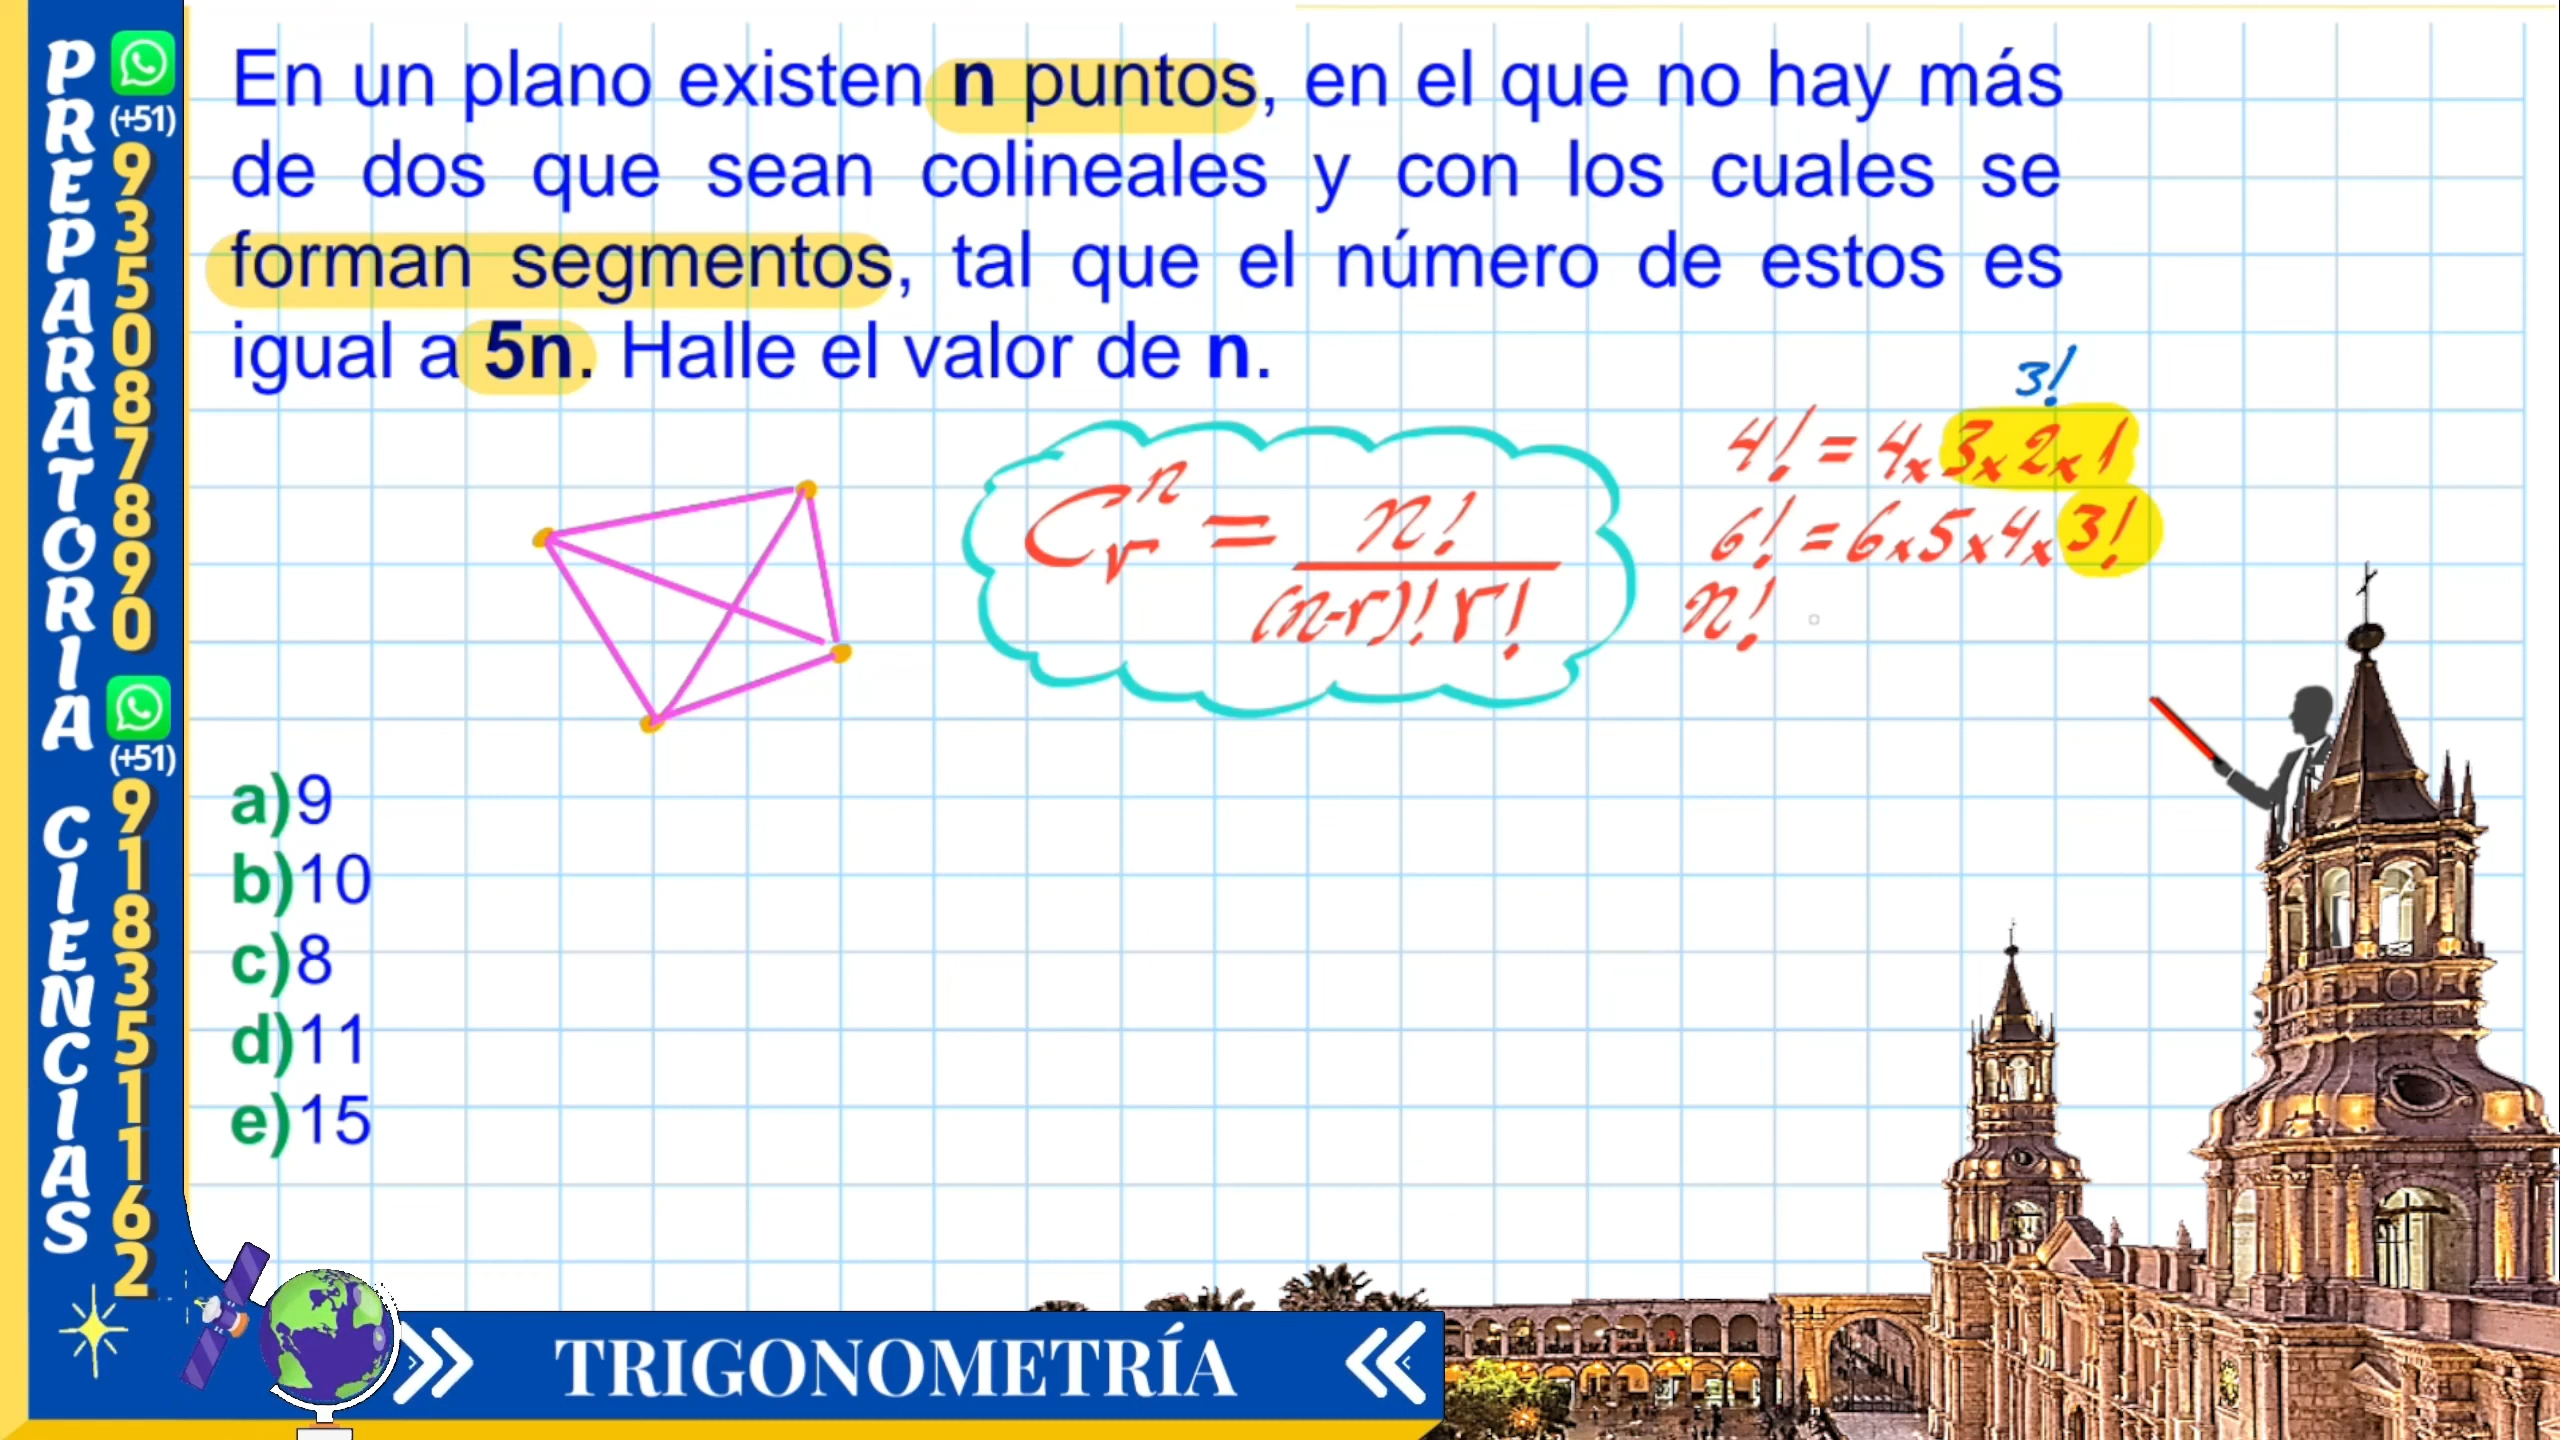 PREPARATORIA CIENCIAS
(+51)
935087890
(+51)
918351162
En un plano existen n puntos, en el que no hay más
de dos que sean colineales y con los cuales se
forman segmentos, tal que el número de estos es
igual a 5n. Halle el valor de n.
3!
4! = 4x3x2x1
6! = 6x5x4x3!
n!
C n r = n! / (n-r)! r!
a)9
b)10
c)8
d)11
e)15
TRIGONOMETRÍA